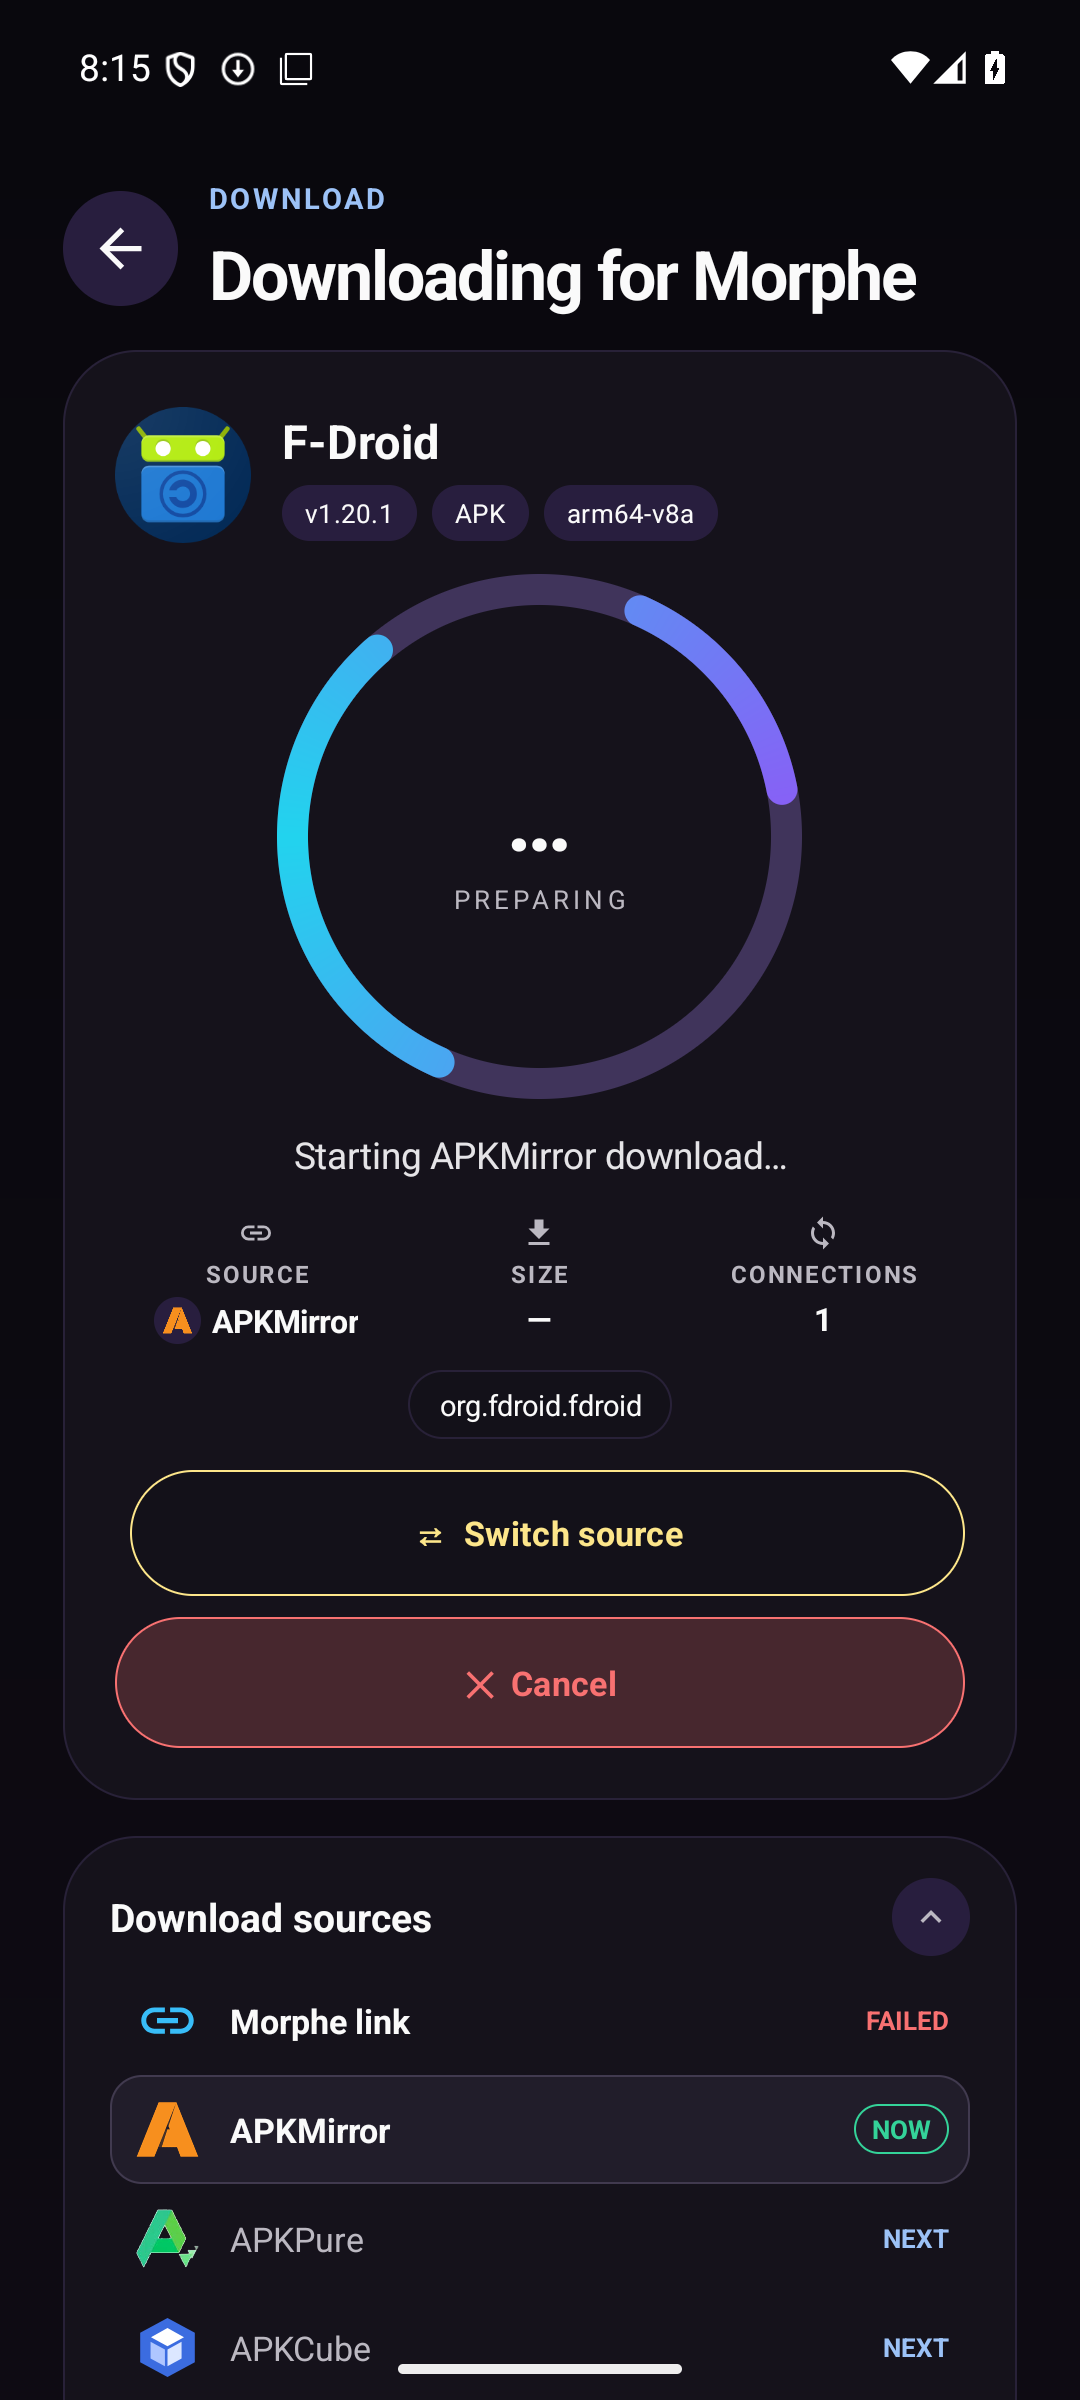 8:15
DOWNLOAD
Downloading for Morphe
F-Droid
v1.20.1 APK arm64-v8a
•••
PREPARING
Starting APKMirror download...
SOURCE SIZE CONNECTIONS
APKMirror — 1
org.fdroid.fdroid
Switch source
Cancel
Download sources
Morphe link FAILED
APKMirror NOW
APKPure NEXT
APKCube NEXT